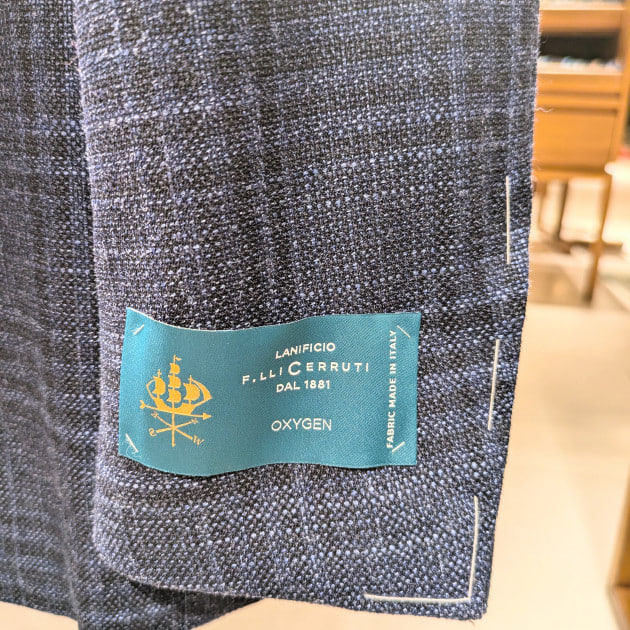 LANIFICIO
F.LLI CERRUTI
DAL 1881
OXYGEN
FABRIC MADE IN ITALY
W